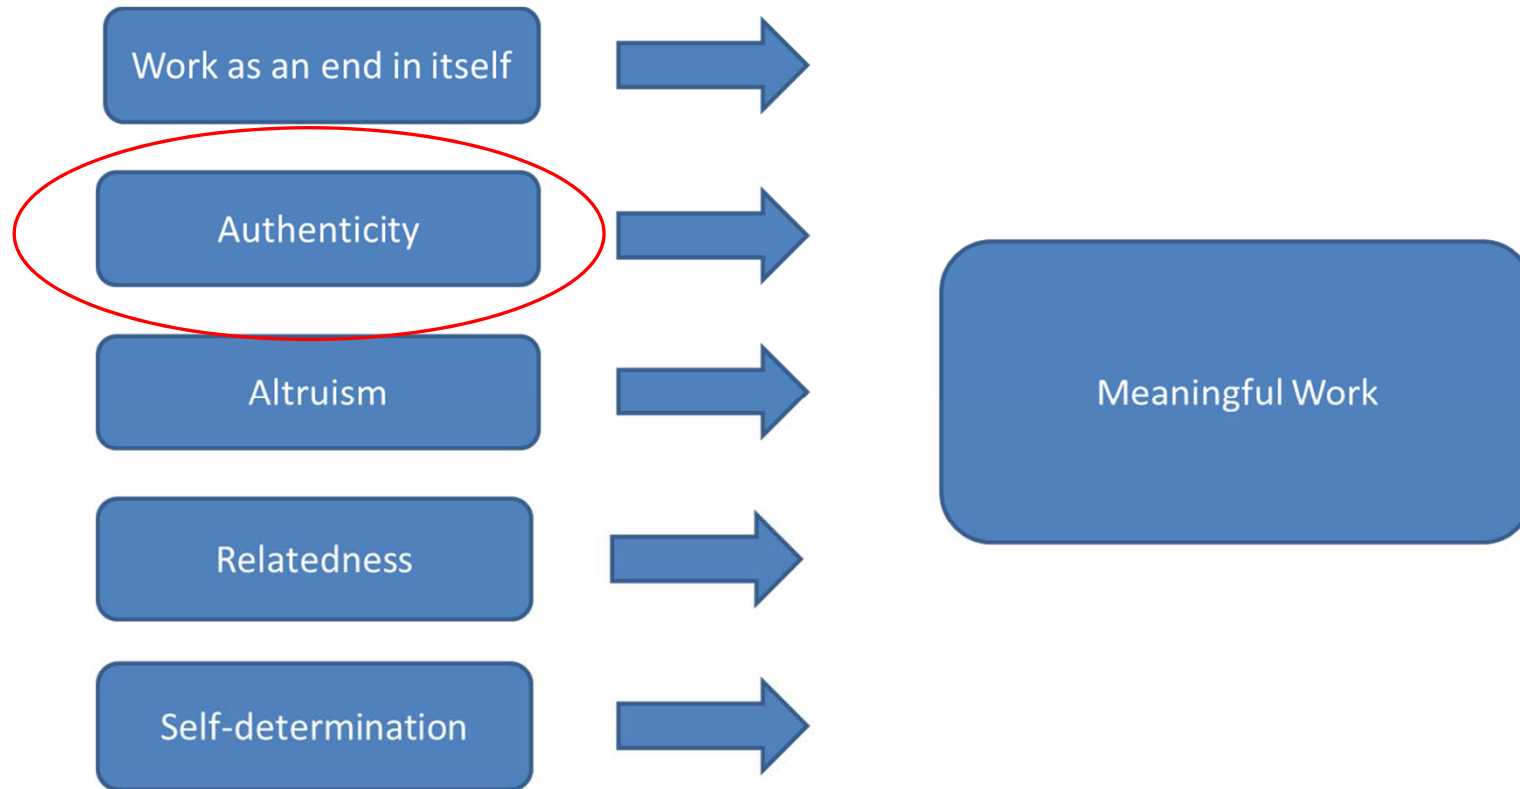 Work as an end in itself
Authenticity
Altruism
Meaningful Work
Relatedness
Self-determination